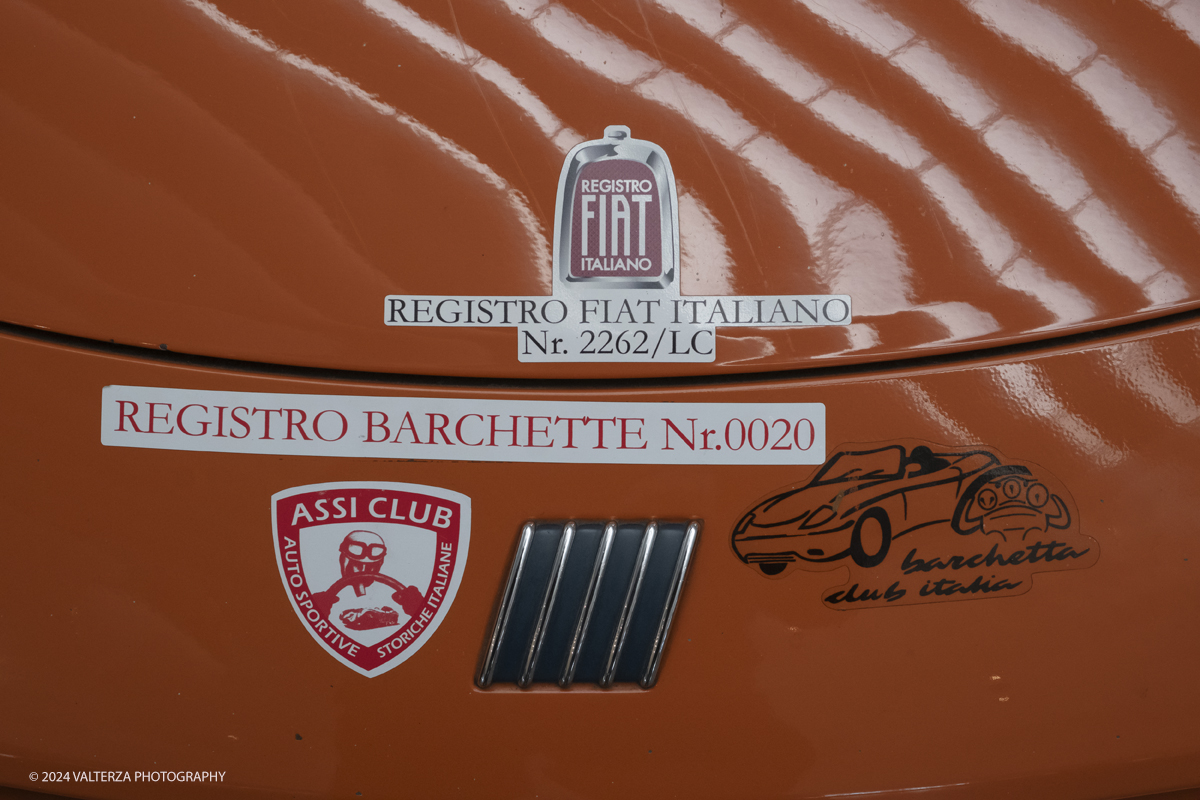 REGISTRO
FIAT
ITALIANO
REGISTRO FIAT ITALIANO
Nr. 2262/LC
REGISTRO BARCHETTE Nr.0020
ASSI CLUB
AUTO SPORTIVE
STORICHE ITALIANE
barchetta
club italia
© 2024 VALTERZA PHOTOGRAPHY